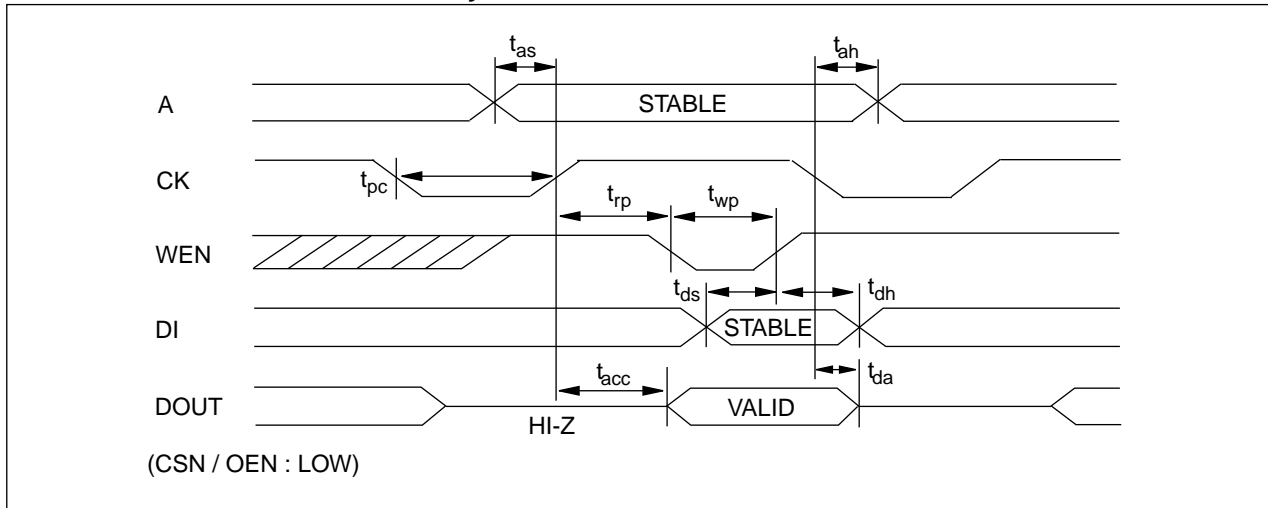 t_as
t_ah
A
STABLE
CK
t_pc
t_rp
t_wp
WEN
t_ds
t_dh
DI
STABLE
t_acc
t_da
DOUT
VALID
HI-Z
(CSN / OEN : LOW)